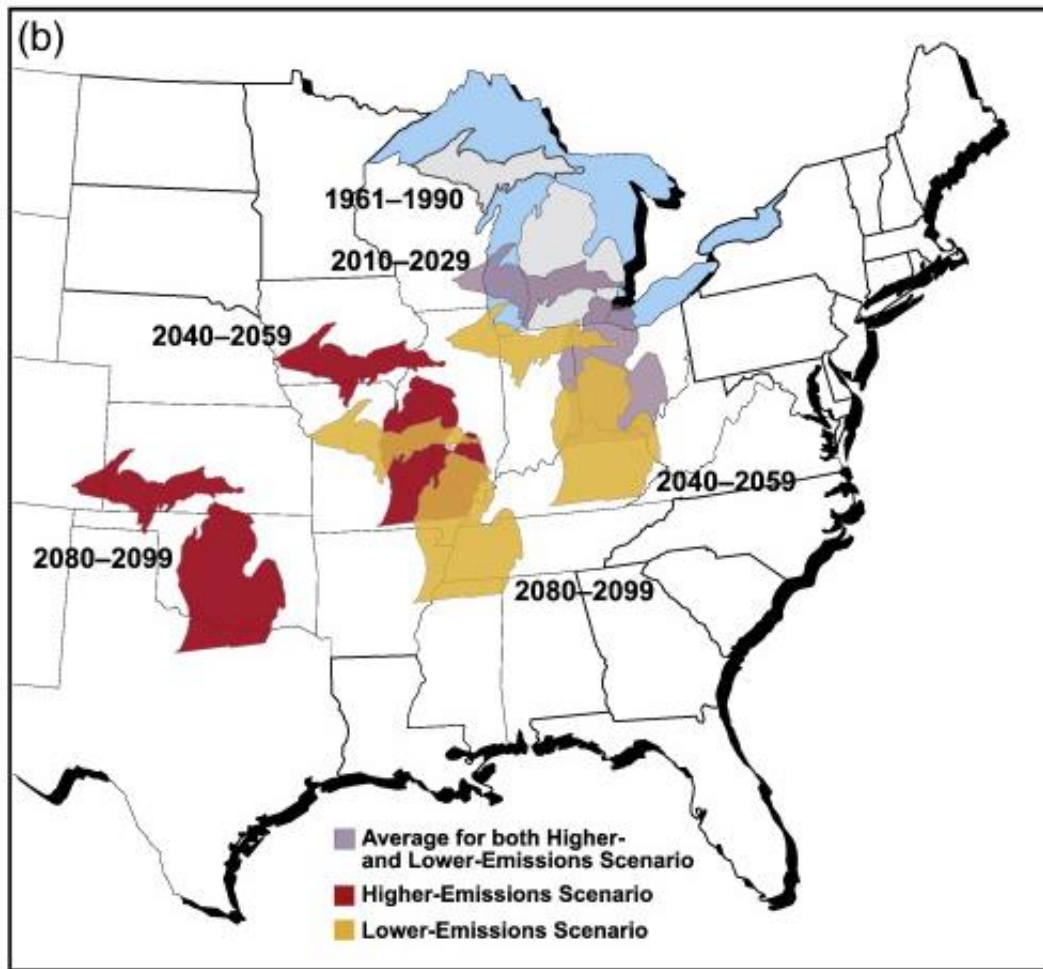 (b)
1961–1990
2010–2029
2040–2059
2040–2059
2080–2099
2080–2099
Average for both Higher-
and Lower-Emissions Scenario
Higher-Emissions Scenario
Lower-Emissions Scenario